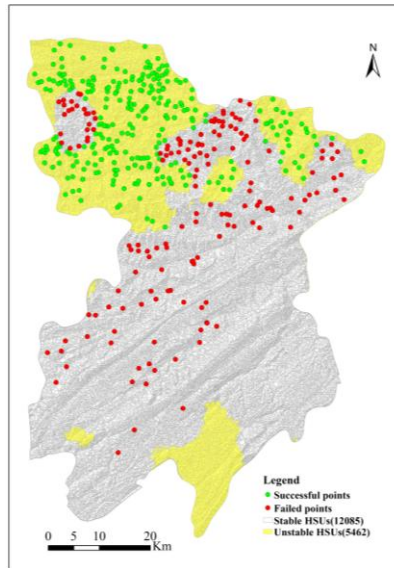 N
Legend
Successful points
Failed points
Stable HSUs(12085)
Unstable HSUs(5462)
0 5 10 20
Km